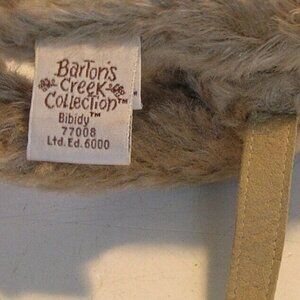 Barton's
Creek
Collection™
Bibidy™
77008
Ltd. Ed. 6000